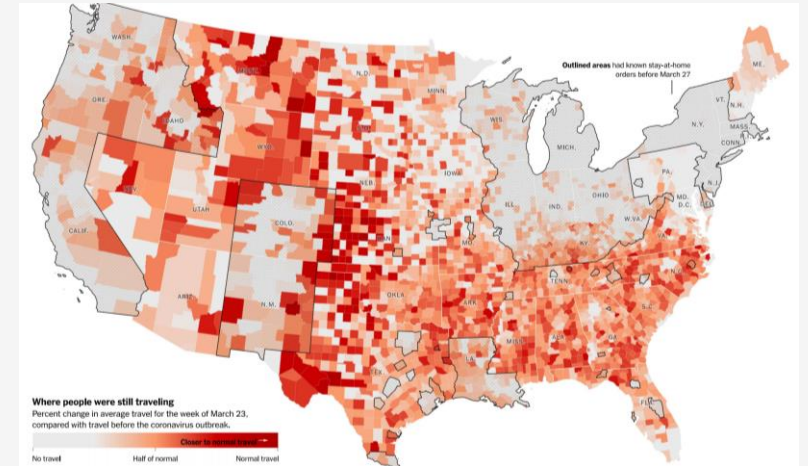 WASH.
ME.
Outlined areas had known stay-at-home
orders before March 27
N.D.
MINN.
VT.
N.H.
ORE.
IDAHO
WIS.
N.Y.
MASS.
MICH.
CONN.
WYO.
IOWA
PA.
N.J.
NEB.
OHIO
MD.
D.C.
DEL.
UTAH
ILL.
IND.
COLO.
W.VA.
VA.
CALIF.
KAN.
MO.
KY.
N.C.
TENN.
ARIZ.
N.M.
OKLA.
ARK.
S.C.
MISS.
ALA.
GA.
LA.
TEX.
FLA.
Where people were still traveling
Percent change in average travel for the week of March 23,
compared with travel before the coronavirus outbreak.
Closer to normal travel →
No travel
Half of normal
Normal travel